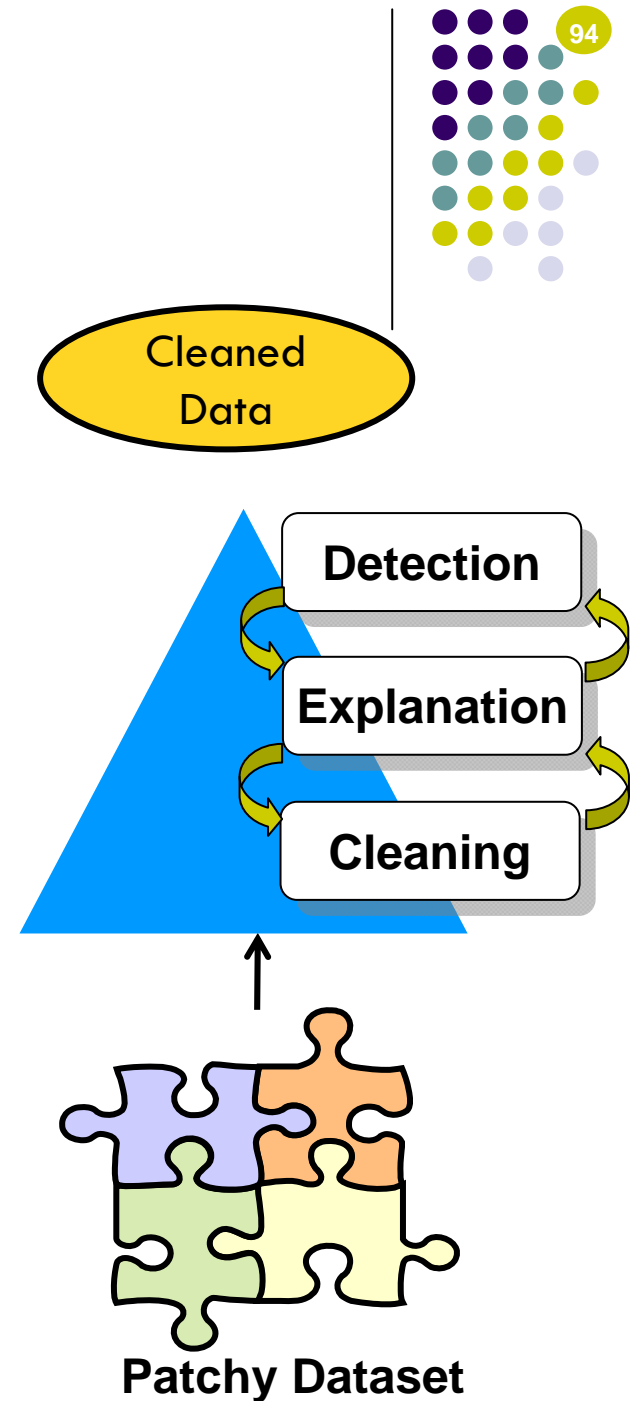 94
Cleaned
Data
Detection
Explanation
Cleaning
Patchy Dataset